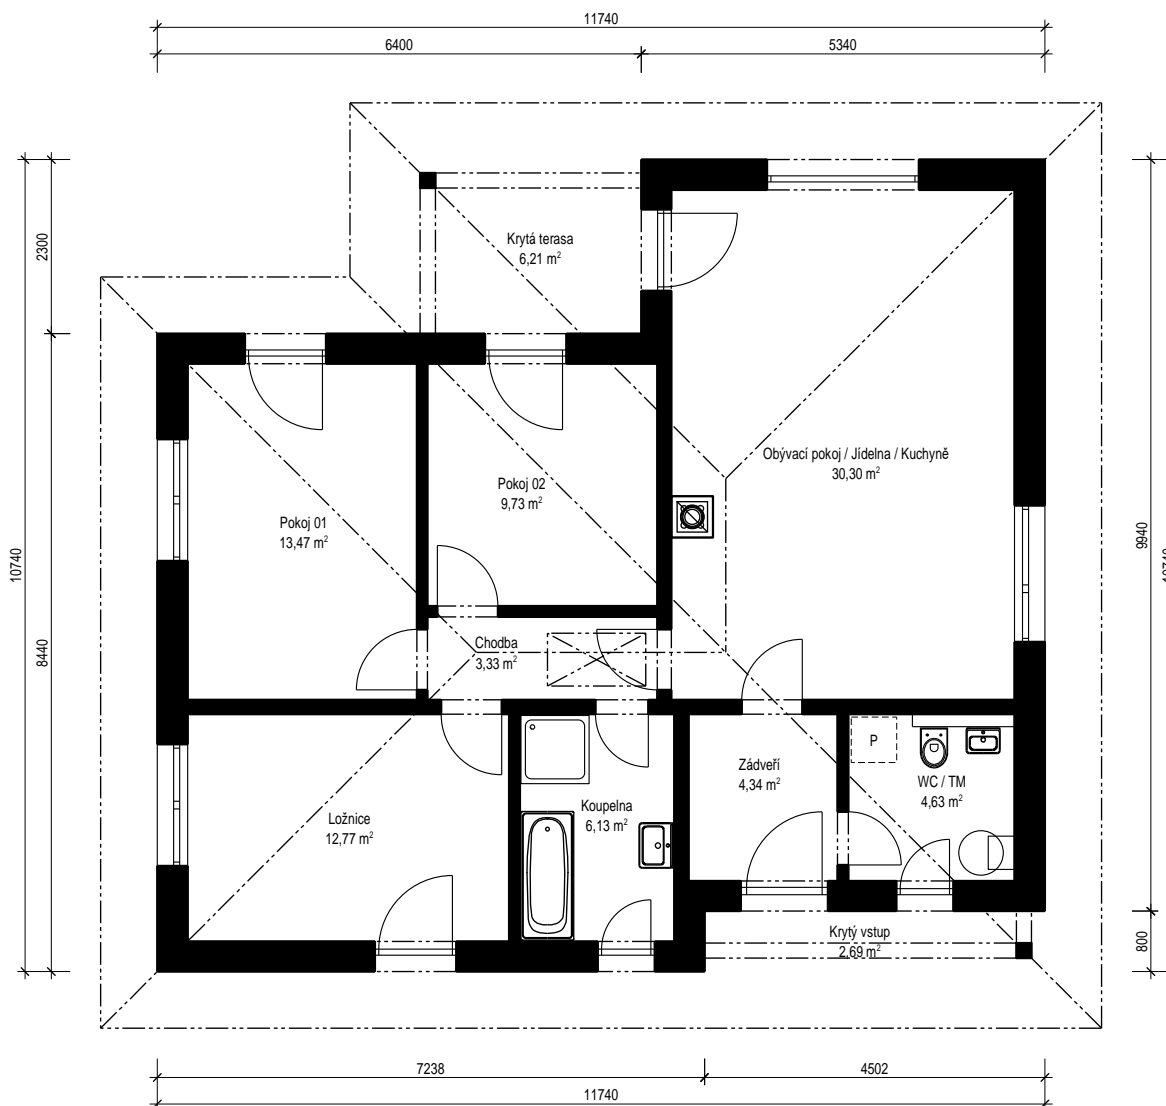 11740
6400
5340
2300
Krytá terasa
6,21 m²
Obývací pokoj / Jídelna / Kuchyně
30,30 m²
Pokoj 02
9,73 m²
Pokoj 01
13,47 m²
10740
8440
9940
10740
Chodba
3,33 m²
P
Zádveří
4,34 m²
WC / TM
4,63 m²
Ložnice
12,77 m²
Koupelna
6,13 m²
Krytý vstup
2,69 m²
800
7238
4502
11740